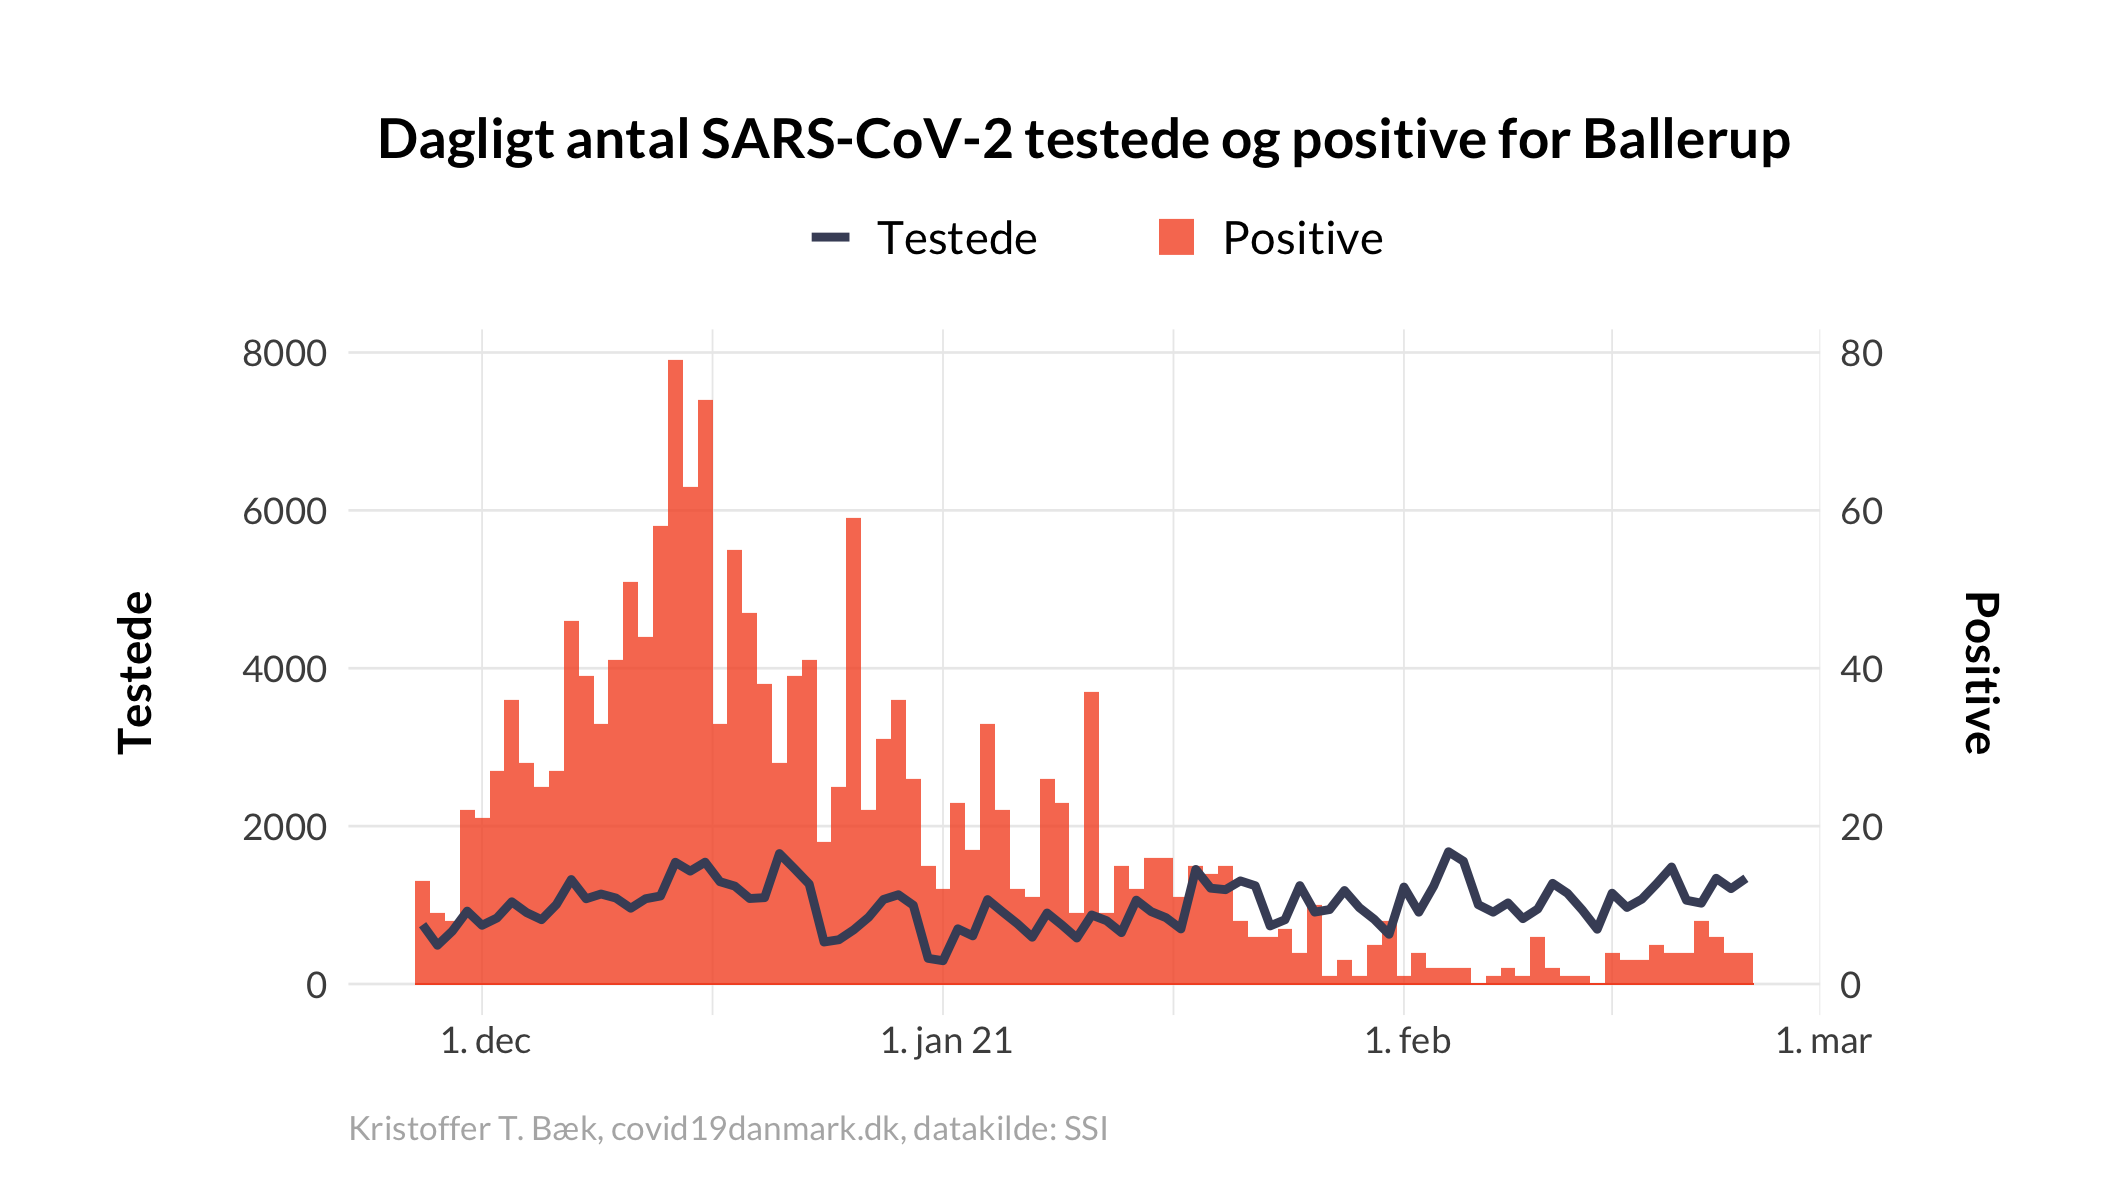 Dagligt antal SARS-CoV-2 testede og positive for Ballerup
Testede Positive
8000 80
6000 60
4000 40
2000 20
0 0
Testede
Positive
1. dec 1. jan 21 1. feb 1. mar
Kristoffer T. Bæk, covid19danmark.dk, datakilde: SSI